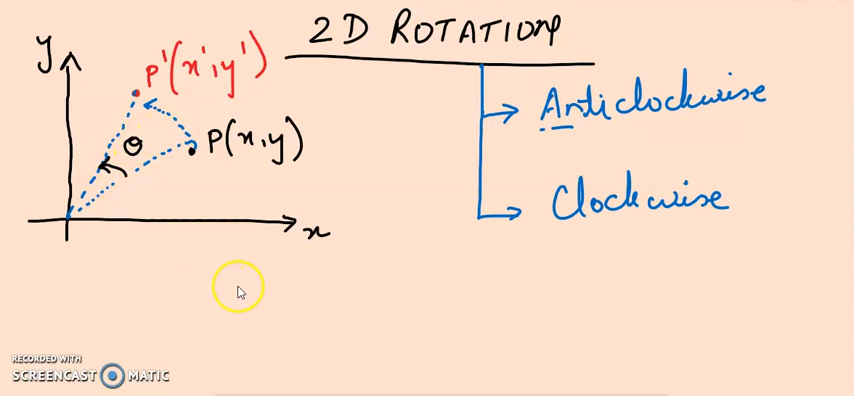 2D ROTATION
y
P'(x',y')
θ
P(x,y)
x
Anticlockwise
Clockwise
RECORDED WITH
SCREENCAST MATIC